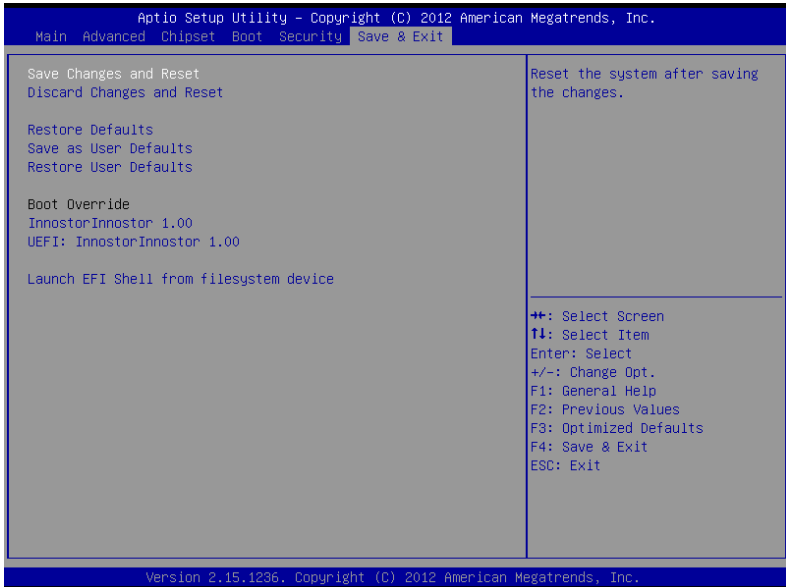 Aptio Setup Utility – Copyright (C) 2012 American Megatrends, Inc.
Main Advanced Chipset Boot Security Save & Exit
Save Changes and Reset
Discard Changes and Reset
Restore Defaults
Save as User Defaults
Restore User Defaults
Boot Override
InnostorInnostor 1.00
UEFI: InnostorInnostor 1.00
Launch EFI Shell from filesystem device
Reset the system after saving
the changes.
→←: Select Screen
↑↓: Select Item
Enter: Select
+/-: Change Opt.
F1: General Help
F2: Previous Values
F3: Optimized Defaults
F4: Save & Exit
ESC: Exit
Version 2.15.1236. Copyright (C) 2012 American Megatrends, Inc.